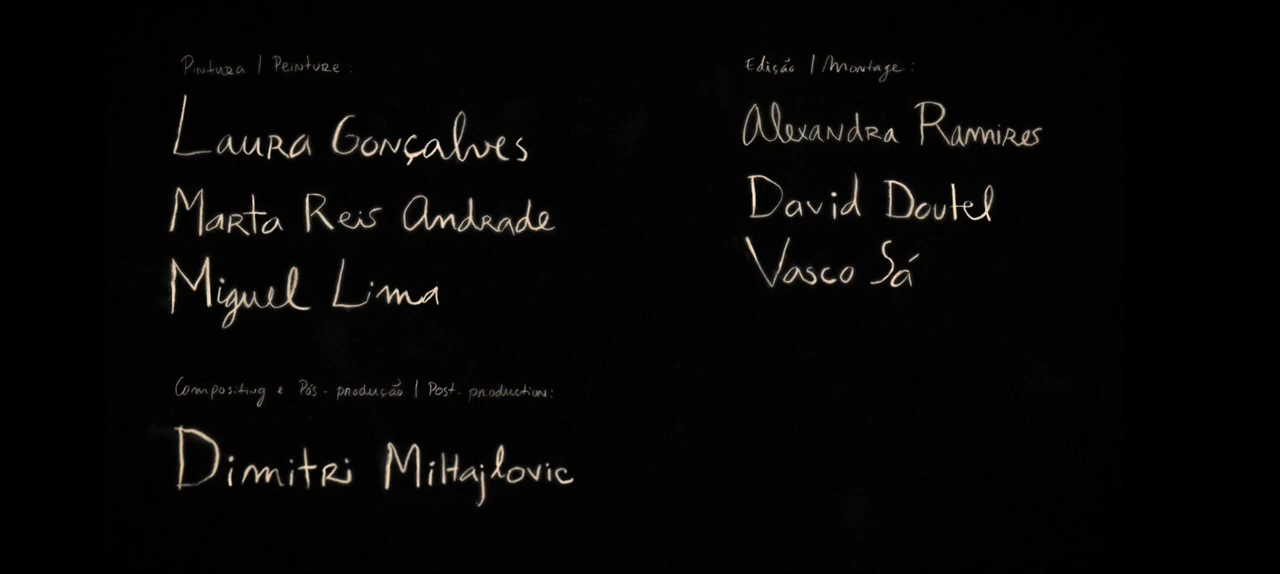 Pintura | Peinture :
Laura Gonçalves
Marta Reis Andrade
Miguel Lima
Compositing e Pós-produção | Post-production:
Dimitri Mihajlovic
Edição | Montage :
Alexandra Ramires
David Doutel
Vasco Sá